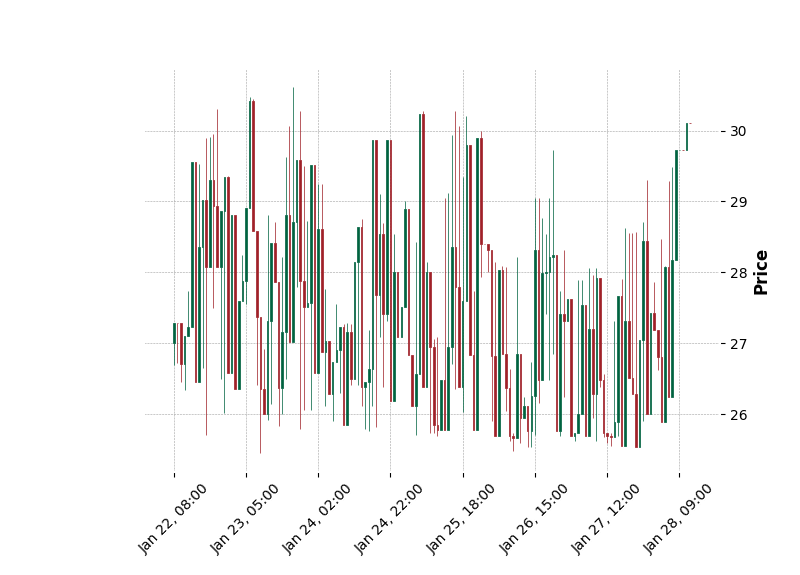 30
29
28
27
26
Price
Jan 22, 08:00
Jan 23, 05:00
Jan 24, 02:00
Jan 24, 22:00
Jan 25, 18:00
Jan 26, 15:00
Jan 27, 12:00
Jan 28, 09:00